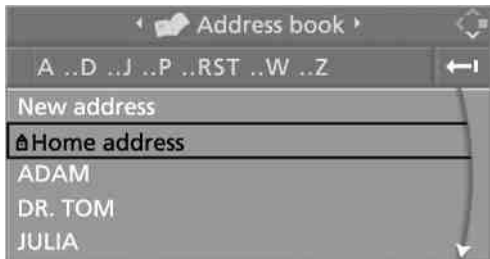 Address book
A ..D ..J ..P ..RST ..W ..Z
New address
Home address
ADAM
DR. TOM
JULIA